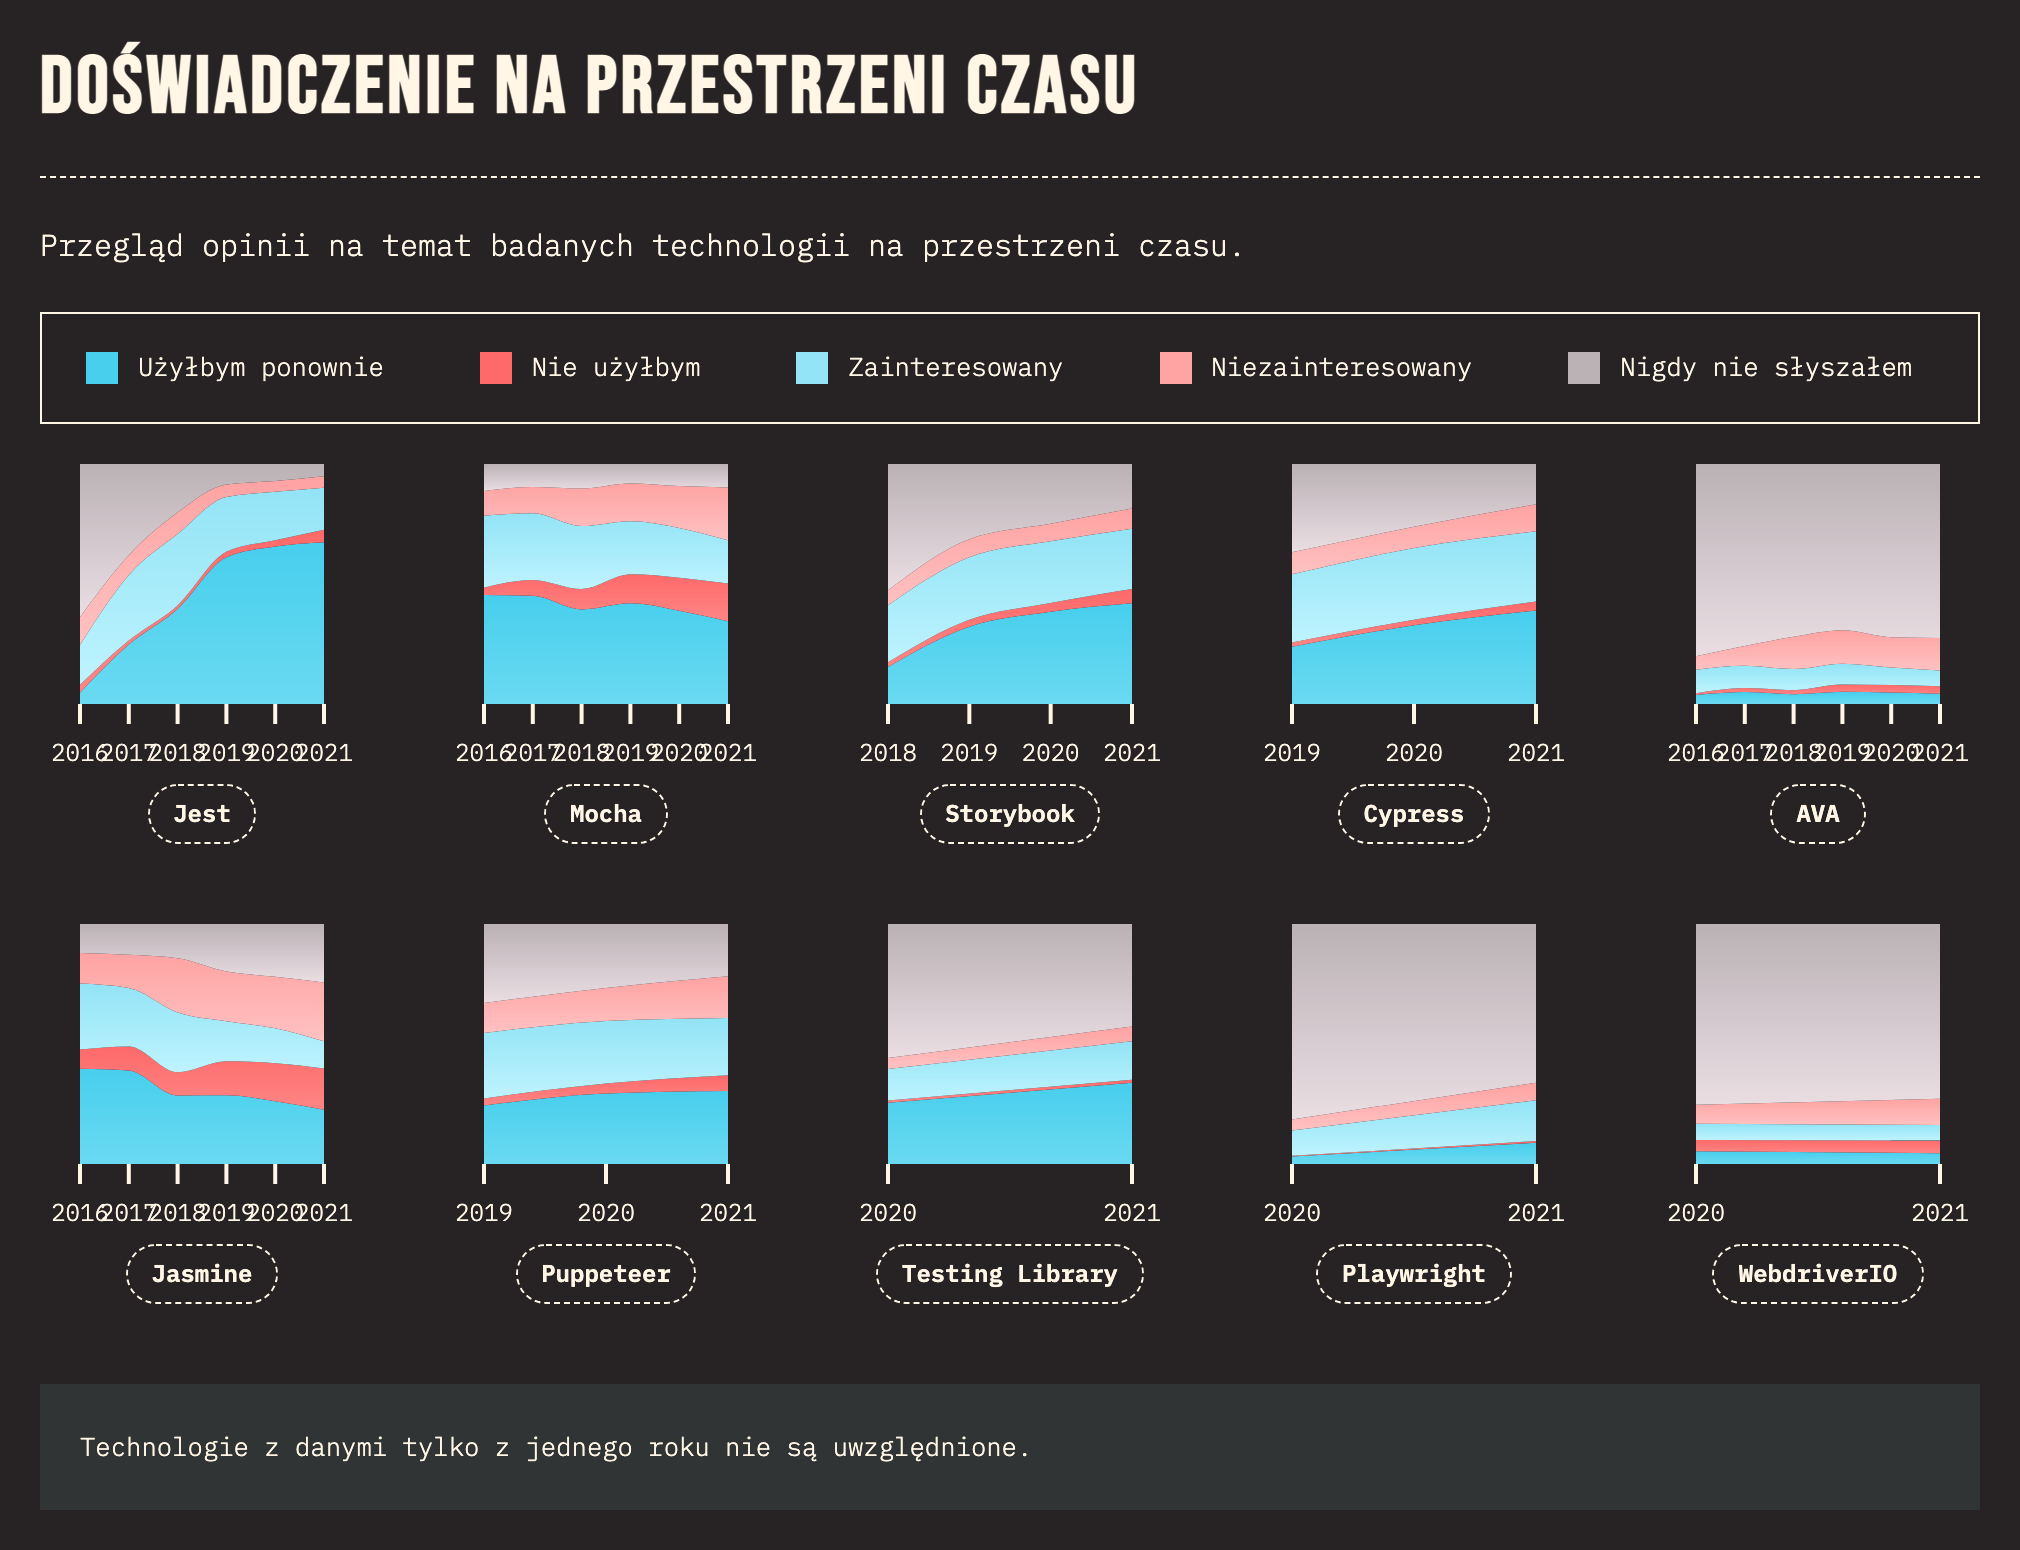 DOŚWIADCZENIE NA PRZESTRZENI CZASU
Przegląd opinii na temat badanych technologii na przestrzeni czasu.
Użyłbym ponownie Nie użyłbym Zainteresowany Niezainteresowany Nigdy nie słyszałem
2016 2017 2018 2019 2020 2021 2016 2017 2018 2019 2020 2021 2018 2019 2020 2021 2019 2020 2021 2016 2017 2018 2019 2020 2021
Jest Mocha Storybook Cypress AVA
2016 2017 2018 2019 2020 2021 2019 2020 2021 2020 2021 2020 2021 2020 2021
Jasmine Puppeteer Testing Library Playwright WebdriverIO
Technologie z danymi tylko z jednego roku nie są uwzględnione.